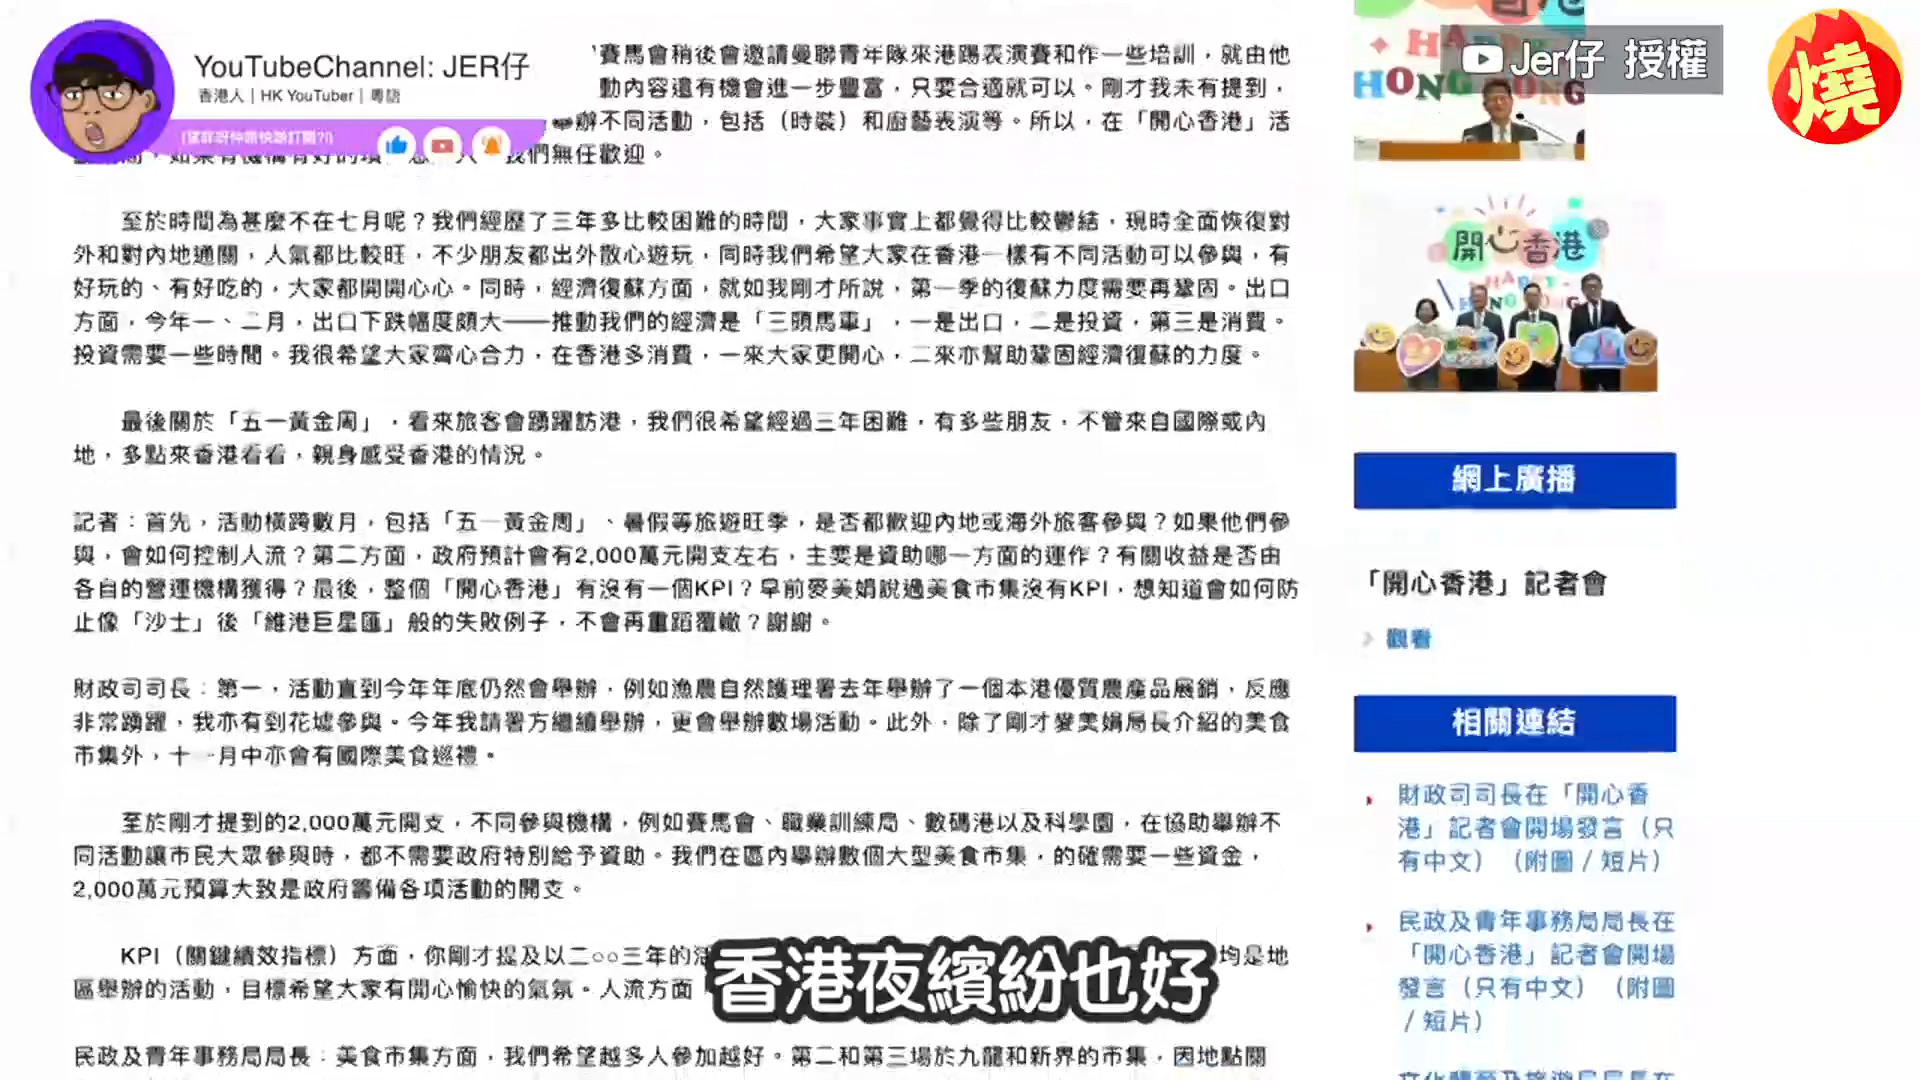 YouTubeChannel: JER仔
香港人 | HK YouTuber | 粵語
Jer仔 授權
燒
賽馬會稍後會邀請曼聯青年隊來港踢表演賽和作一些培訓，就由他
動內容還有機會進一步豐富，只要合適就可以。剛才我未有提到，
舉辦不同活動，包括（時裝）和廚藝表演等。所以，在「開心香港」活
我們無任歡迎。
至於時間為甚麼不在七月呢？我們經歷了三年多比較困難的時間，大家事實上都覺得比較鬱結，現時全面恢復對
外和對內地通關，人氣都比較旺，不少朋友都出外散心遊玩，同時我們希望大家在香港一樣有不同活動可以參與，有
好玩的、有好吃的，大家都開開心心。同時，經濟復蘇方面，就如我剛才所說，第一季的復蘇力度需要再鞏固。出口
方面，今年一、二月，出口下跌幅度頗大——推動我們的經濟是「三頭馬車」，一是出口，二是投資，第三是消費。
投資需要一些時間。我很希望大家齊心合力，在香港多消費，一來大家更開心，二來亦幫助鞏固經濟復蘇的力度。
最後關於「五一黃金周」，看來旅客會踴躍訪港，我們很希望經過三年困難，有多些朋友，不管來自國際或內
地，多點來香港看看，親身感受香港的情況。
記者：首先，活動橫跨數月，包括「五一黃金周」、暑假等旅遊旺季，是否都歡迎內地或海外旅客參與？如果他們參
與，會如何控制人流？第二方面，政府預計會有2,000萬元開支左右，主要是資助哪一方面的運作？有關收益是否由
各自的營運機構獲得？最後，整個「開心香港」有沒有一個KPI？早前麥美娟說過美食市集沒有KPI，想知道會如何防
止像「沙士」後「維港巨星匯」般的失敗例子，不會再重蹈覆轍？謝謝。
財政司司長：第一，活動直到今年年底仍然會舉辦，例如漁農自然護理署去年舉辦了一個本港優質農產品展銷，反應
非常踴躍，我亦有到花墟參與。今年我請署方繼續舉辦，更會舉辦數場活動。此外，除了剛才麥美娟局長介紹的美食
市集外，十一月中亦會有國際美食巡禮。
至於剛才提到的2,000萬元開支，不同參與機構，例如賽馬會、職業訓練局、數碼港以及科學園，在協助舉辦不
同活動讓市民大眾參與時，都不需要政府特別給予資助。我們在區內舉辦數個大型美食市集，的確需要一些資金，
2,000萬元預算大致是政府籌備各項活動的開支。
KPI（關鍵績效指標）方面，你剛才提及以二○○三年的活
均是地
區舉辦的活動，目標希望大家有開心愉快的氣氛。人流方面
香港夜繽紛也好
民政及青年事務局局長：美食市集方面，我們希望越多人參加越好。第二和第三場於九龍和新界的市集，因地點關
開心香港
網上廣播
「開心香港」記者會
觀看
相關連結
財政司司長在「開心香
港」記者會開場發言（只
有中文）（附圖 / 短片）
民政及青年事務局局長在
「開心香港」記者會開場
發言（只有中文）（附圖
/ 短片）